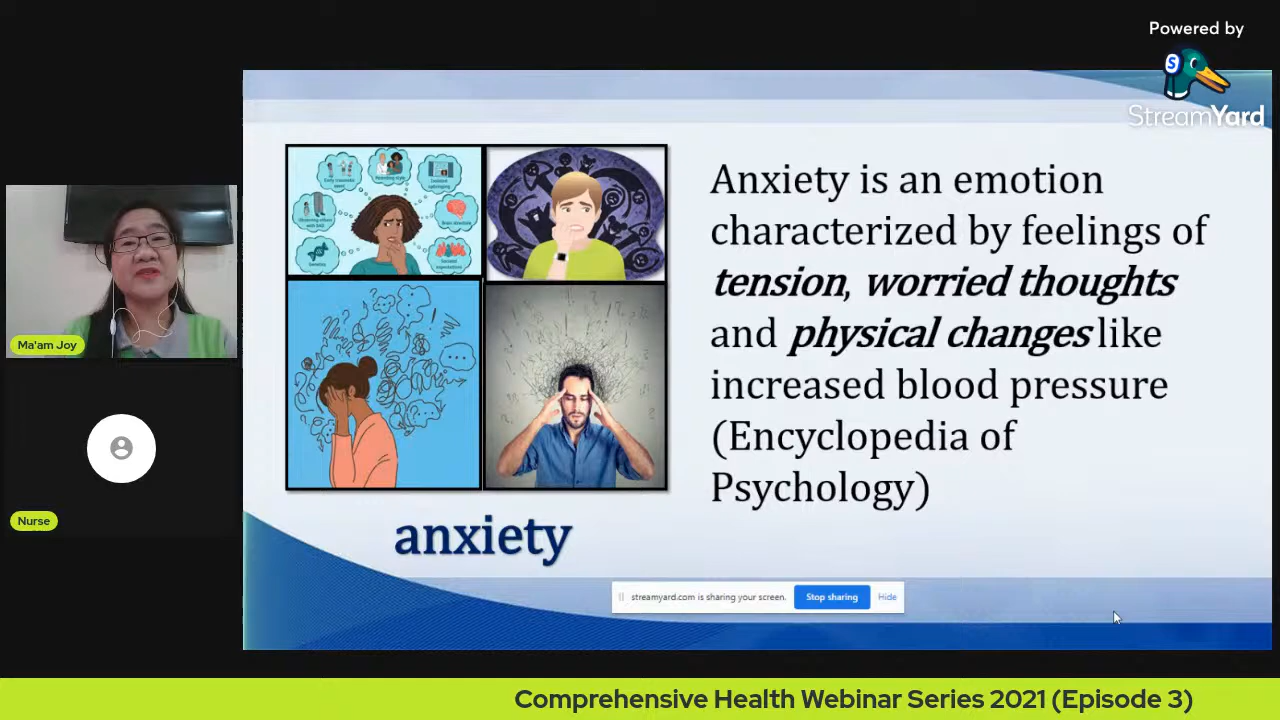 Powered by
StreamYard
Anxiety is an emotion
characterized by feelings of
tension, worried thoughts
and physical changes like
increased blood pressure
(Encyclopedia of
Psychology)
anxiety
Ma'am Joy
Nurse
streamyard.com is sharing your screen.
Stop sharing
Hide
Comprehensive Health Webinar Series 2021 (Episode 3)